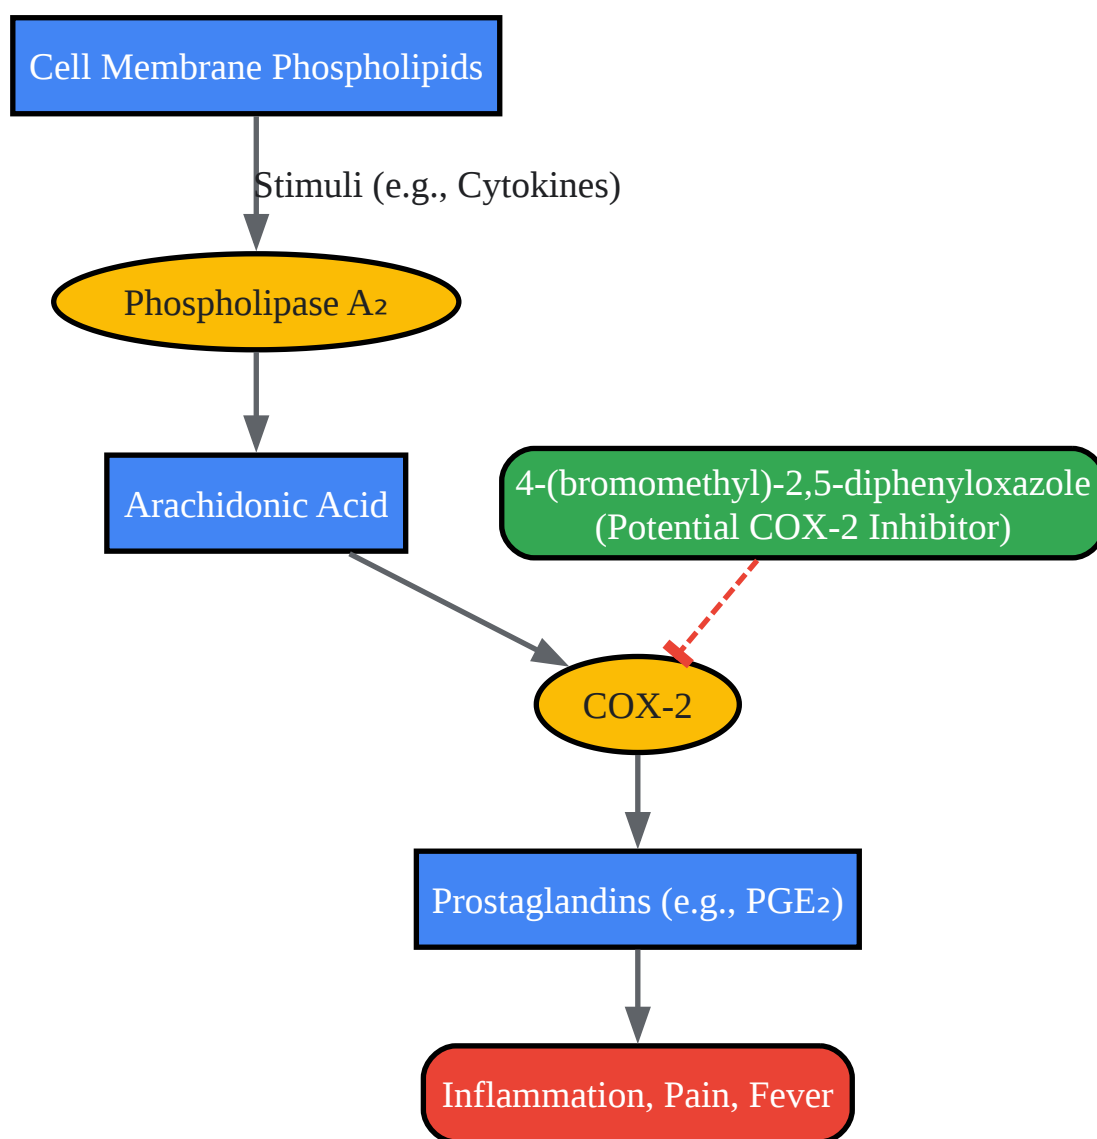 Cell Membrane Phospholipids
Stimuli (e.g., Cytokines)
Phospholipase A₂
Arachidonic Acid
4-(bromomethyl)-2,5-diphenyloxazole
(Potential COX-2 Inhibitor)
COX-2
Prostaglandins (e.g., PGE₂)
Inflammation, Pain, Fever